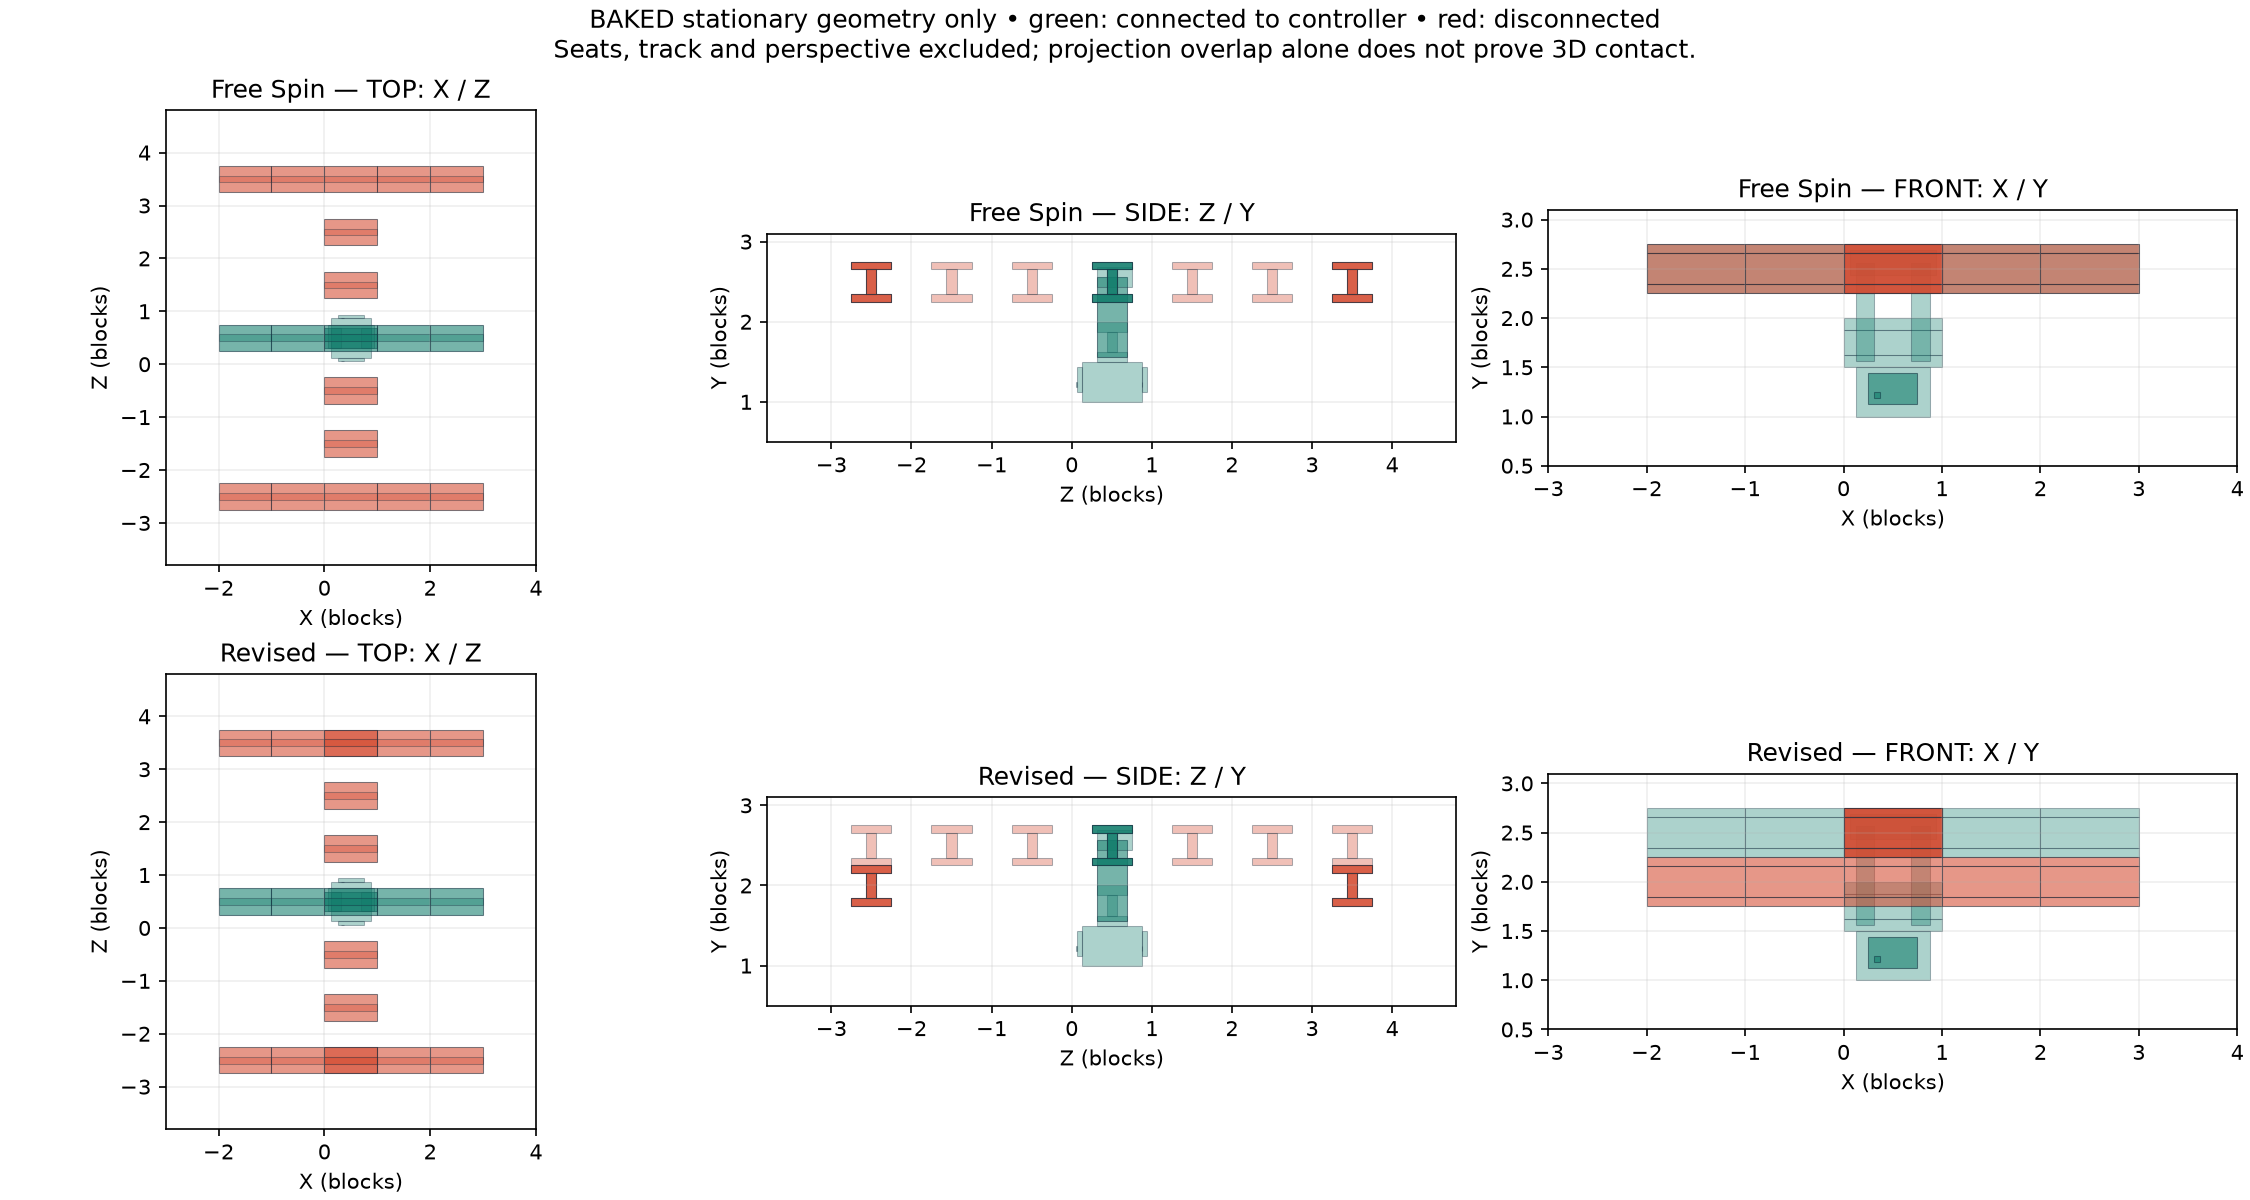 BAKED stationary geometry only • green: connected to controller • red: disconnected
Seats, track and perspective excluded; projection overlap alone does not prove 3D contact.
Free Spin — TOP: X / Z
4
3
2
1
0
−1
−2
−3
Z (blocks)
−2 0 2 4
X (blocks)
Free Spin — SIDE: Z / Y
3
2
1
Y (blocks)
−3 −2 −1 0 1 2 3 4
Z (blocks)
Free Spin — FRONT: X / Y
3.0
2.5
2.0
1.5
1.0
0.5
Y (blocks)
−3 −2 −1 0 1 2 3 4
X (blocks)
Revised — TOP: X / Z
4
3
2
1
0
−1
−2
−3
Z (blocks)
−2 0 2 4
X (blocks)
Revised — SIDE: Z / Y
3
2
1
Y (blocks)
−3 −2 −1 0 1 2 3 4
Z (blocks)
Revised — FRONT: X / Y
3.0
2.5
2.0
1.5
1.0
0.5
Y (blocks)
−3 −2 −1 0 1 2 3 4
X (blocks)